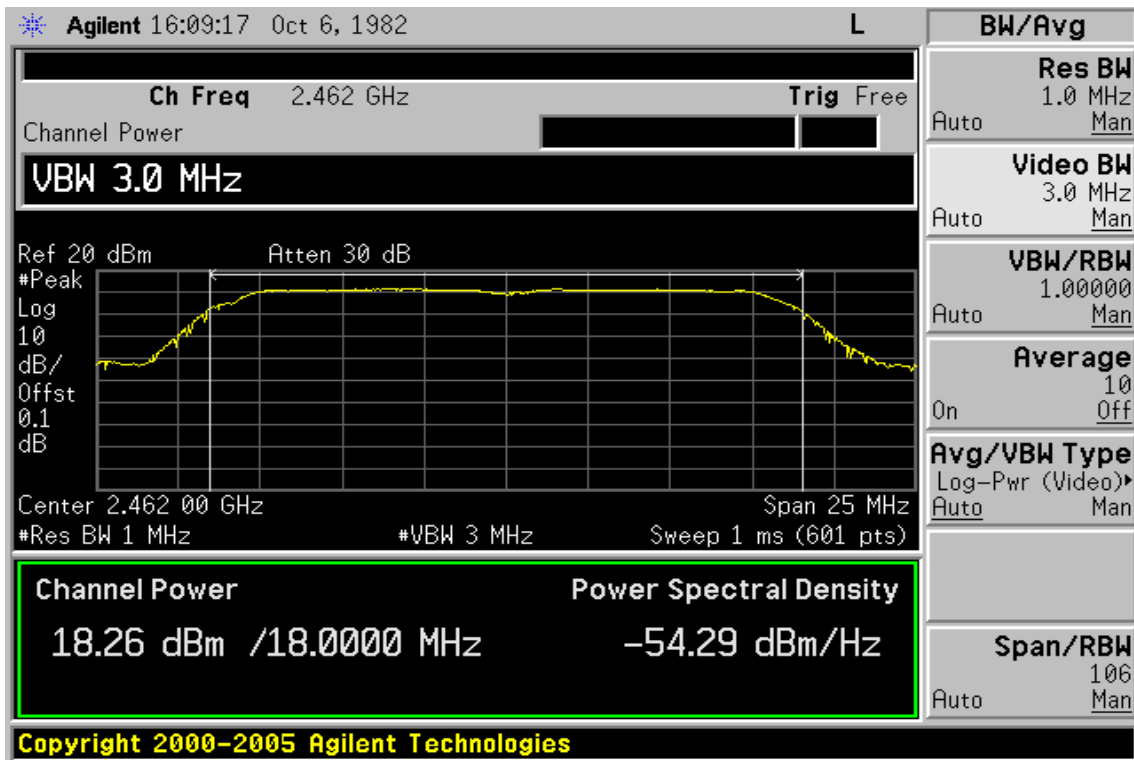 Agilent 16:09:17 Oct 6, 1982 L
Ch Freq 2.462 GHz Trig Free
Channel Power
VBW 3.0 MHz
Ref 20 dBm Atten 30 dB
#Peak
Log
10
dB/
Offst
0.1
dB
Center 2.462 00 GHz Span 25 MHz
#Res BW 1 MHz #VBW 3 MHz Sweep 1 ms (601 pts)
Channel Power Power Spectral Density
18.26 dBm /18.0000 MHz -54.29 dBm/Hz
Copyright 2000-2005 Agilent Technologies
BW/Avg
Res BW
1.0 MHz
Auto Man
Video BW
3.0 MHz
Auto Man
VBW/RBW
1.00000
Auto Man
Average
10
On Off
Avg/VBW Type
Log-Pwr (Video)▸
Auto Man
Span/RBW
106
Auto Man